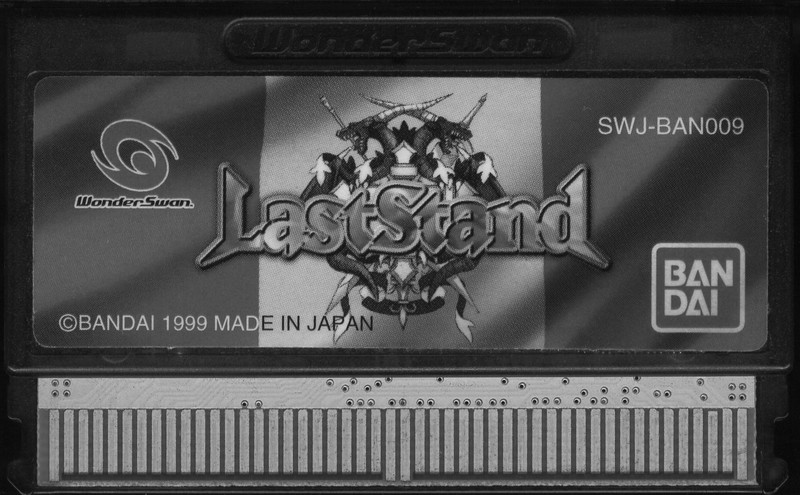 WonderSwan
SWJ-BAN009
WonderSwan.
LastStand
BAN
DAI
©BANDAI 1999 MADE IN JAPAN